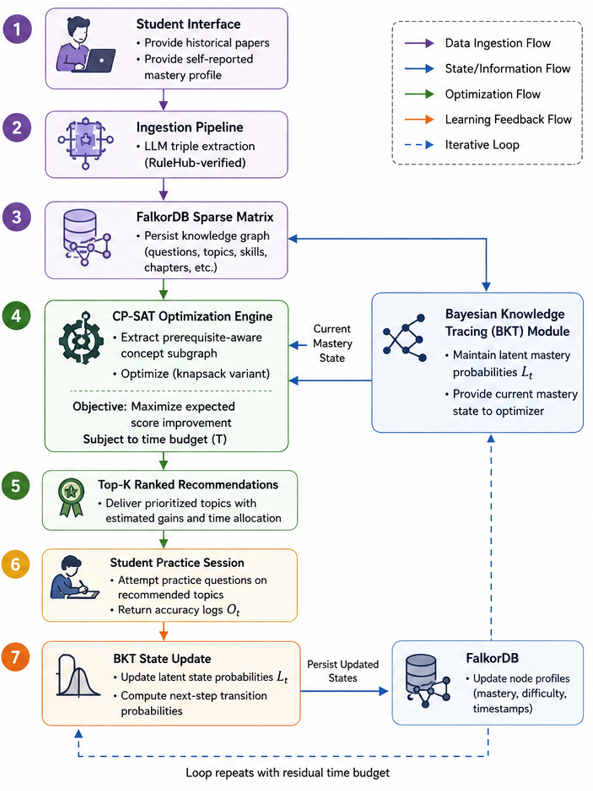 1
Student Interface
• Provide historical papers
• Provide self-reported
mastery profile
Data Ingestion Flow
State/Information Flow
Optimization Flow
Learning Feedback Flow
Iterative Loop
2
Ingestion Pipeline
• LLM triple extraction
(RuleHub-verified)
3
FalkorDB Sparse Matrix
• Persist knowledge graph
(questions, topics, skills,
chapters, etc.)
4
CP-SAT Optimization Engine
• Extract prerequisite-aware
concept subgraph
• Optimize (knapsack variant)
Objective: Maximize expected
score improvement
Subject to time budget (T)
Current
Mastery
State
Bayesian Knowledge
Tracing (BKT) Module
• Maintain latent mastery
probabilities Lt
• Provide current mastery
state to optimizer
5
Top-K Ranked Recommendations
• Deliver prioritized topics with
estimated gains and time allocation
6
Student Practice Session
• Attempt practice questions on
recommended topics
• Return accuracy logs Ot
7
BKT State Update
• Update latent state probabilities Lt
• Compute next-step transition
probabilities
Persist Updated
States
FalkorDB
• Update node profiles
(mastery, difficulty,
timestamps)
Loop repeats with residual time budget